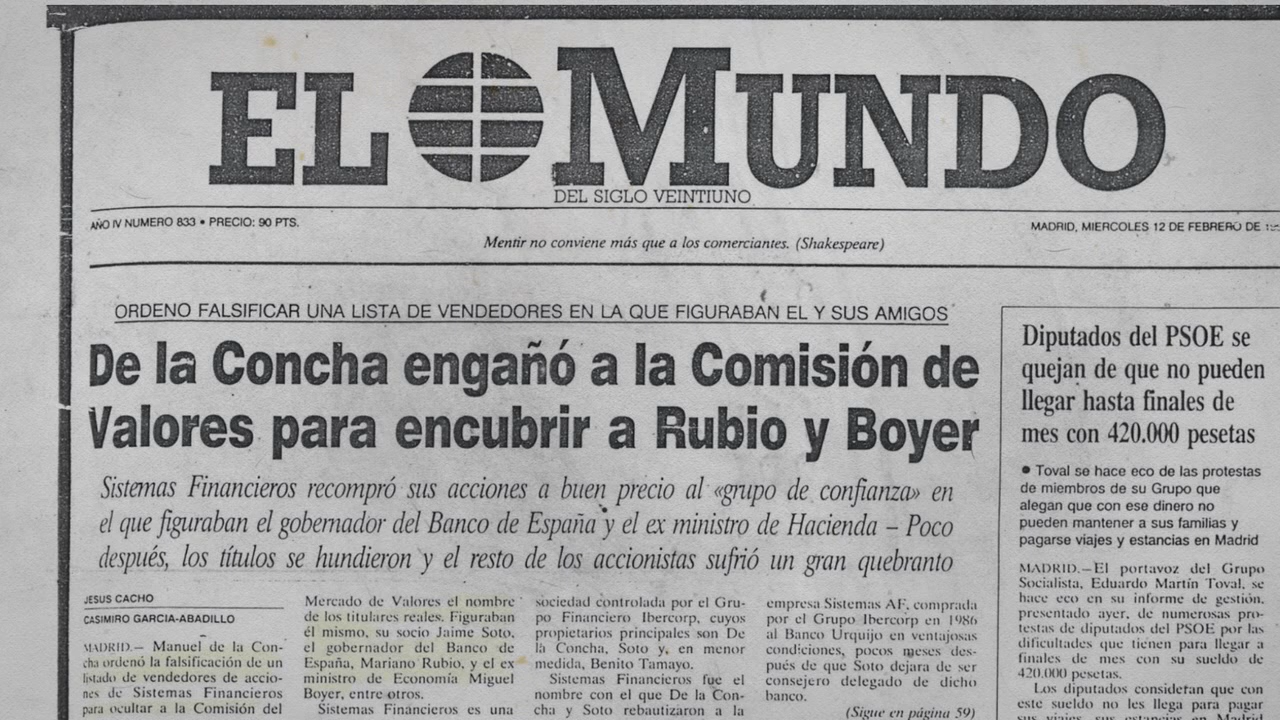 EL MUNDO
DEL SIGLO VEINTIUNO
AÑO IV NUMERO 833 • PRECIO: 90 PTS.
MADRID, MIERCOLES 12 DE FEBRERO DE
Mentir no conviene más que a los comerciantes. (Shakespeare)
ORDENO FALSIFICAR UNA LISTA DE VENDEDORES EN LA QUE FIGURABAN EL Y SUS AMIGOS
De la Concha engañó a la Comisión de
Valores para encubrir a Rubio y Boyer
Sistemas Financieros recompró sus acciones a buen precio al «grupo de confianza» en
el que figuraban el gobernador del Banco de España y el ex ministro de Hacienda – Poco
después, los títulos se hundieron y el resto de los accionistas sufrió un gran quebranto
JESUS CACHO
CASIMIRO GARCIA-ABADILLO
MADRID.— Manuel de la Con-
cha ordenó la falsificación de un
listado de vendedores de accio-
nes de Sistemas Financieros
para ocultar a la Comisión del
Mercado de Valores el nombre
de los titulares reales. Figuraban
él mismo, su socio Jaime Soto,
el gobernador del Banco de
España, Mariano Rubio, y el ex
ministro de Economía Miguel
Boyer, entre otros.
Sistemas Financieros es una
sociedad controlada por el Gru-
po Financiero Ibercorp, cuyos
propietarios principales son De
la Concha, Soto y, en menor
medida, Benito Tamayo.
Sistemas Financieros fue el
nombre con el que De la Con-
cha y Soto rebautizaron a la
empresa Sistemas AF, comprada
por el Grupo Ibercorp en 1986
al Banco Urquijo en ventajosas
condiciones, pocos meses des-
pués de que Soto dejara de ser
consejero delegado de dicho
banco.
(Sigue en página 59)
Diputados del PSOE se
quejan de que no pueden
llegar hasta finales de
mes con 420.000 pesetas
• Toval se hace eco de las protestas
de miembros de su Grupo que
alegan que con ese dinero no
pueden mantener a sus familias y
pagarse viajes y estancias en Madrid
MADRID.—El portavoz del Grupo
Socialista, Eduardo Martín Toval, se
hace eco en su informe de gestión,
presentado ayer, de numerosas pro-
testas de diputados del PSOE por las
dificultades que tienen para llegar a
finales de mes con su sueldo de
420.000 pesetas.
Los diputados consideran que con
este sueldo no les llega para pagar
sus viajes, sus estancias en Madrid